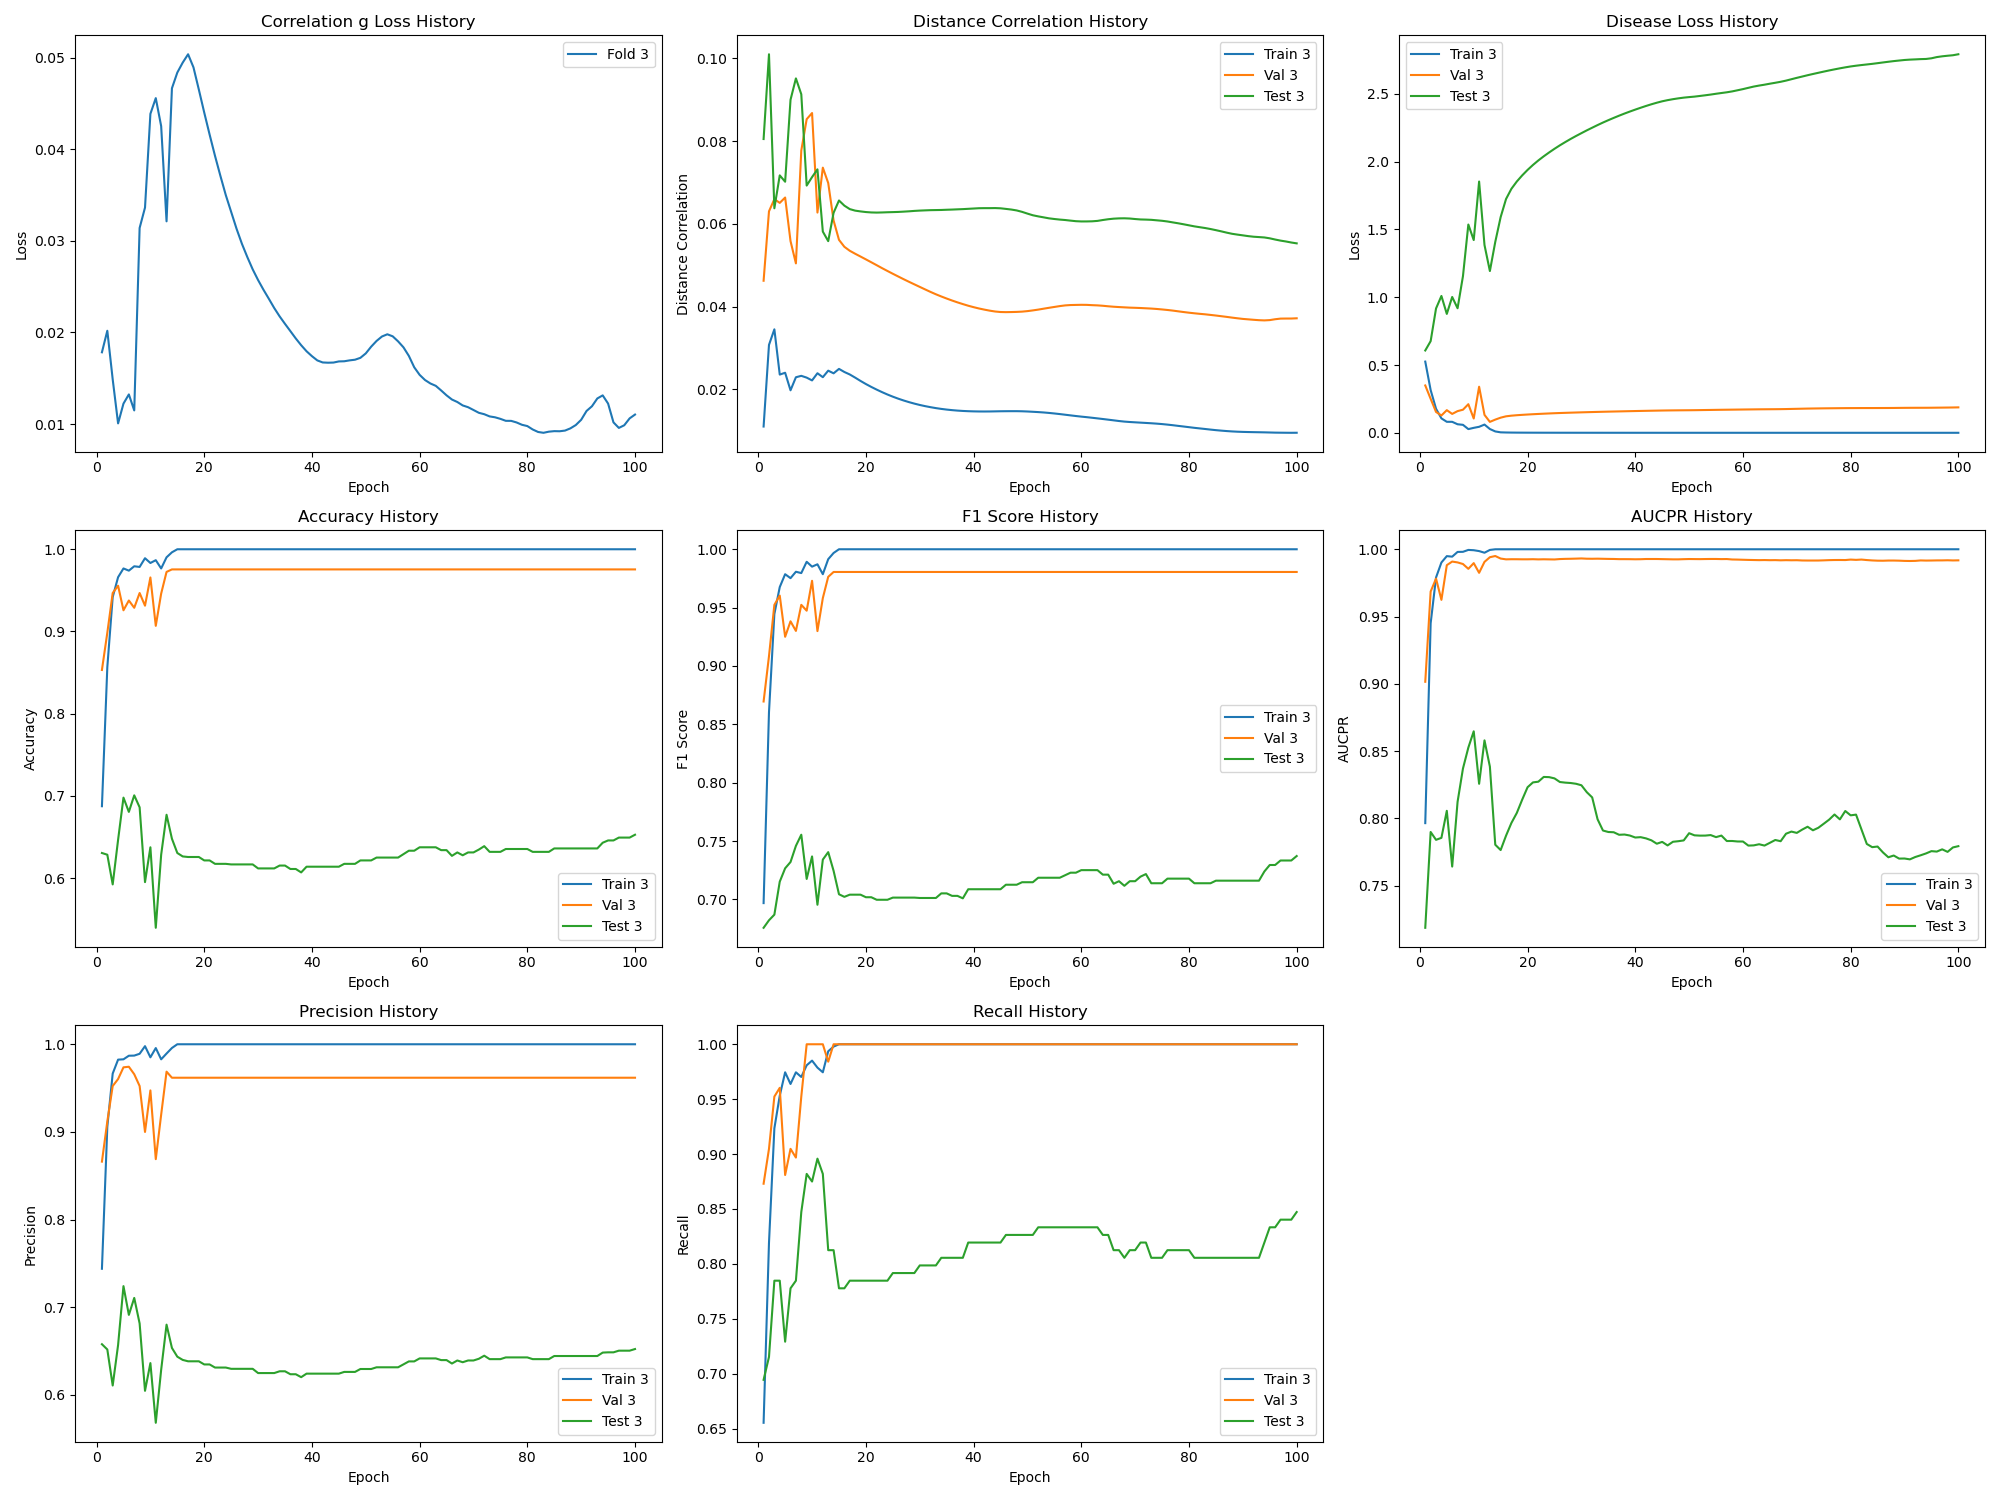 Correlation g Loss History
Loss
0.05
0.04
0.03
0.02
0.01
0 20 40 60 80 100
Epoch
Fold 3
Distance Correlation History
Distance Correlation
0.10
0.08
0.06
0.04
0.02
0 20 40 60 80 100
Epoch
Train 3
Val 3
Test 3
Disease Loss History
Loss
2.5
2.0
1.5
1.0
0.5
0.0
0 20 40 60 80 100
Epoch
Train 3
Val 3
Test 3
Accuracy History
Accuracy
1.0
0.9
0.8
0.7
0.6
0 20 40 60 80 100
Epoch
Train 3
Val 3
Test 3
F1 Score History
F1 Score
1.00
0.95
0.90
0.85
0.80
0.75
0.70
0 20 40 60 80 100
Epoch
Train 3
Val 3
Test 3
AUCPR History
AUCPR
1.00
0.95
0.90
0.85
0.80
0.75
0 20 40 60 80 100
Epoch
Train 3
Val 3
Test 3
Precision History
Precision
1.0
0.9
0.8
0.7
0.6
0 20 40 60 80 100
Epoch
Train 3
Val 3
Test 3
Recall History
Recall
1.00
0.95
0.90
0.85
0.80
0.75
0.70
0.65
0 20 40 60 80 100
Epoch
Train 3
Val 3
Test 3